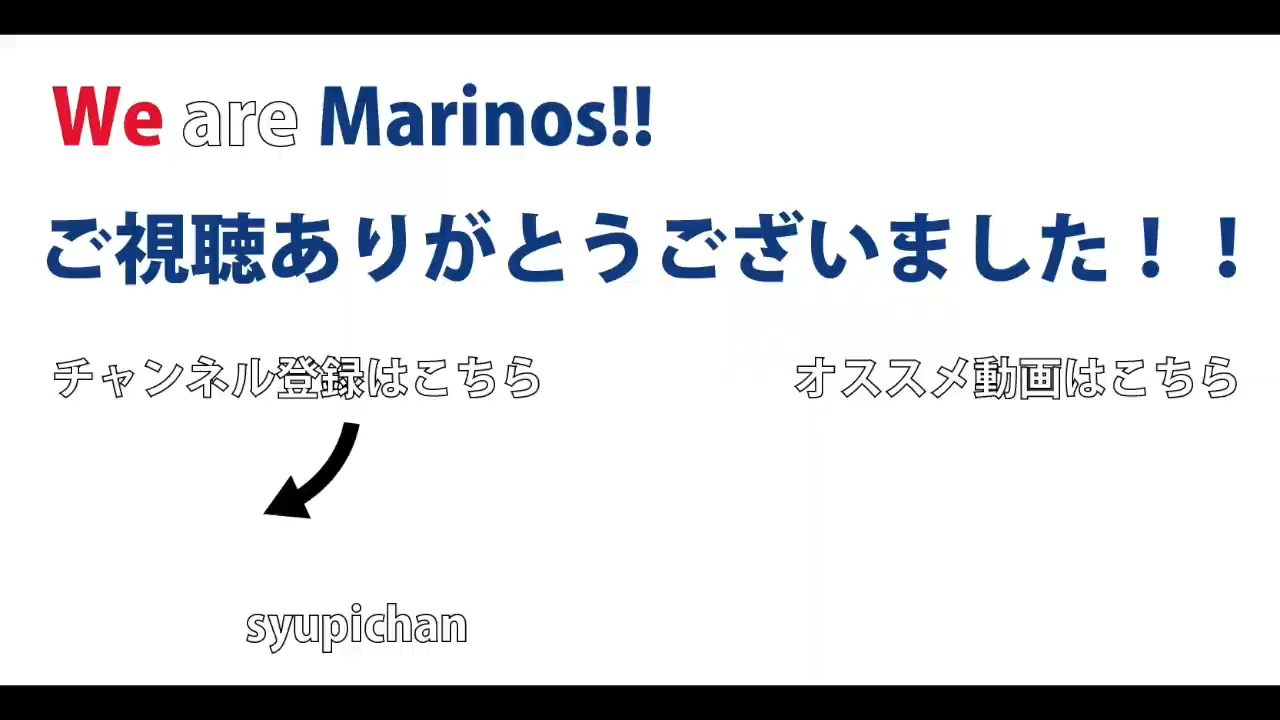 We are Marinos!!
ご視聴ありがとうございました！！
チャンネル登録はこちら
オススメ動画はこちら
syupichan